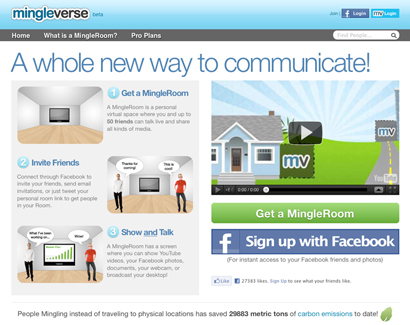 mingleverse beta
Join | f Login | mv Login
Home What is a MingleRoom? Pro Plans
Find People...
A whole new way to communicate!
1 Get a MingleRoom
A MingleRoom is a personal
virtual space where you and up to
50 friends can talk live and share
all kinds of media.
2 Invite Friends
Connect through Facebook to
invite your friends, send email
invitations, or just tweet your
personal room link to get people
in your Room.
Thanks for
coming!
This is
cool!
What I've been
working on...
Wow!
3 Show and Talk
A MingleRoom has a screen
where you can show YouTube
videos, your Facebook photos,
documents, your webcam, or
broadcast your desktop!
mv
mv
You Tube
0:00 / 0:00
Get a MingleRoom
f Sign up with Facebook
(For instant access to your Facebook friends and photos)
Like 27383 likes. Sign Up to see what your friends like.
People Mingling instead of traveling to physical locations has saved 29883 metric tons of carbon emissions to date!